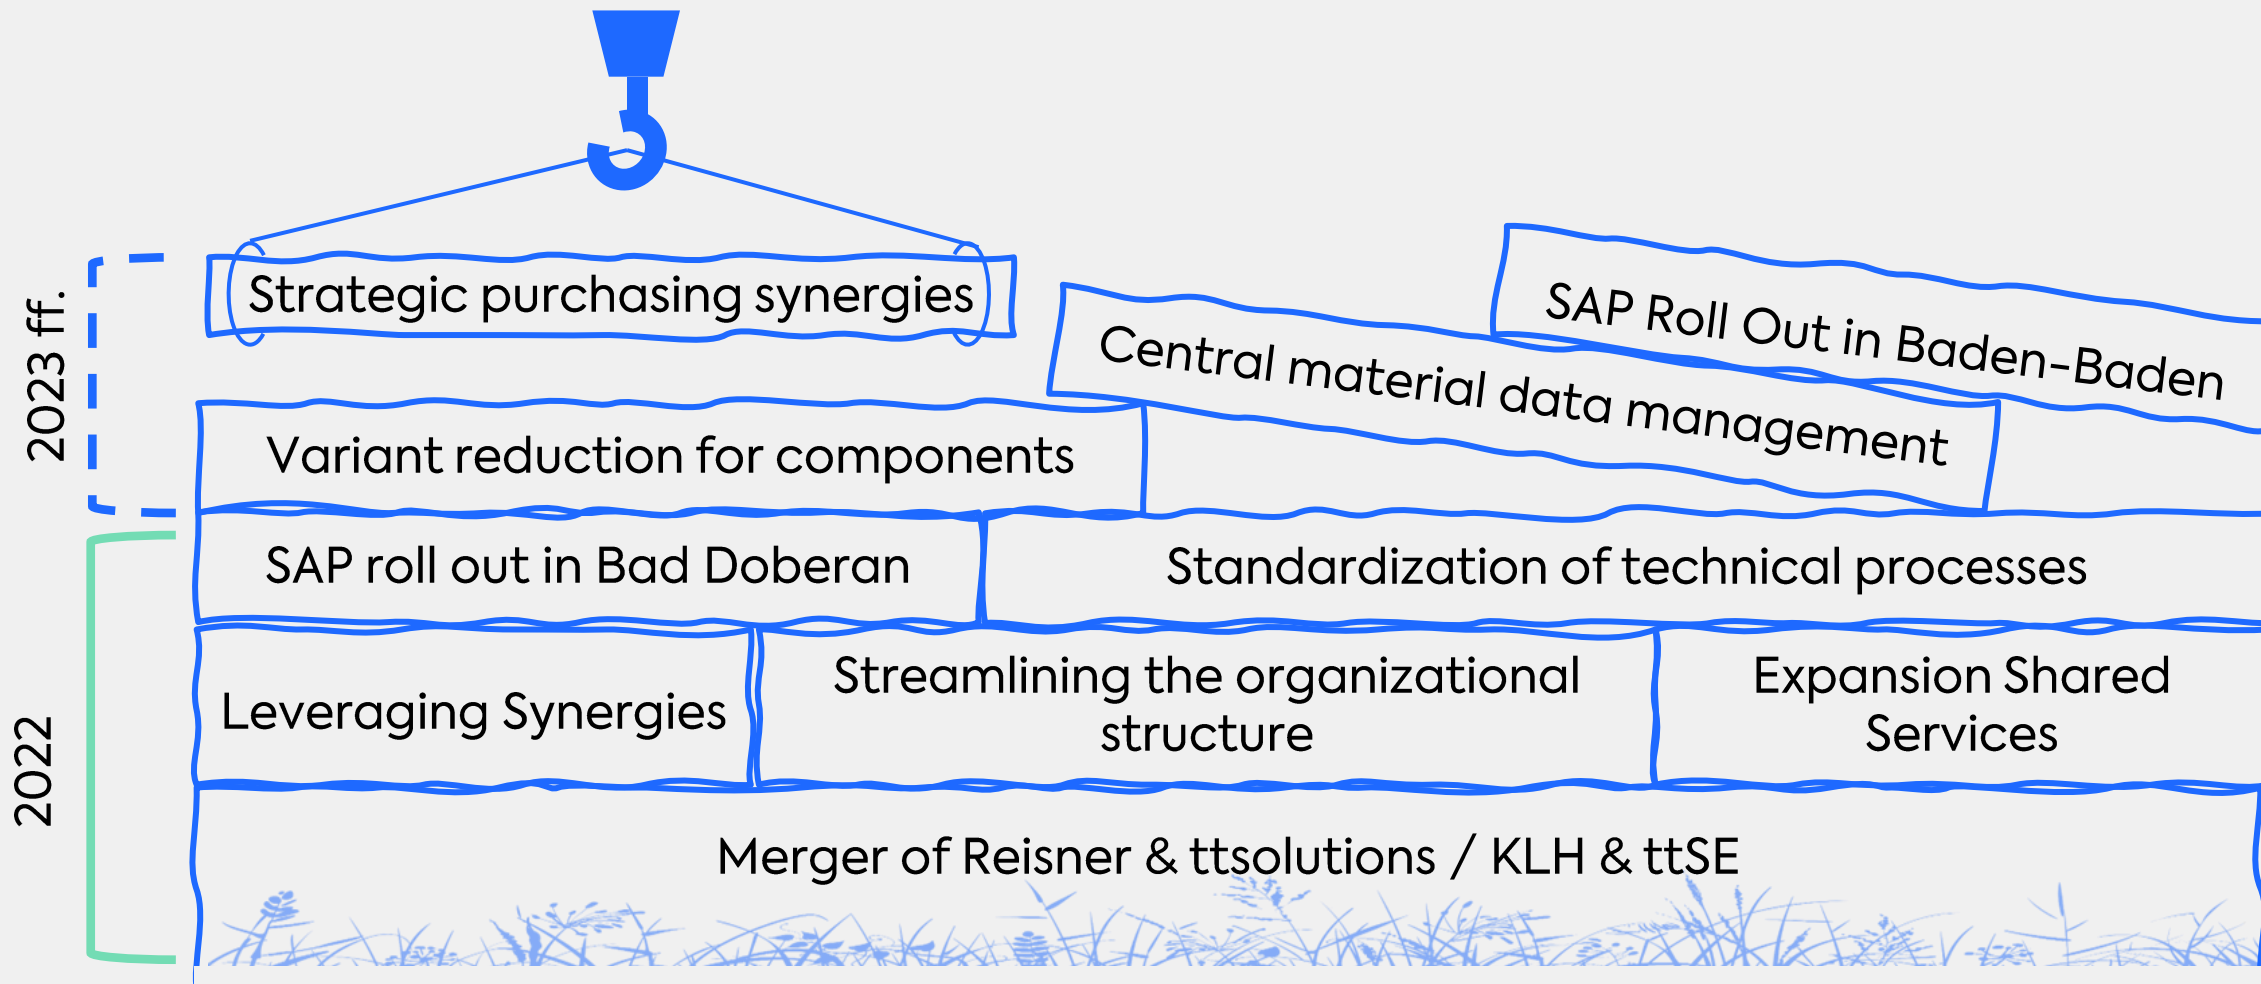 Strategic purchasing synergies
SAP Roll Out in Baden-Baden
Central material data management
2023 ff.
Variant reduction for components
SAP roll out in Bad Doberan
Standardization of technical processes
Leveraging Synergies
Streamlining the organizational
structure
Expansion Shared
Services
2022
Merger of Reisner & ttsolutions / KLH & ttSE